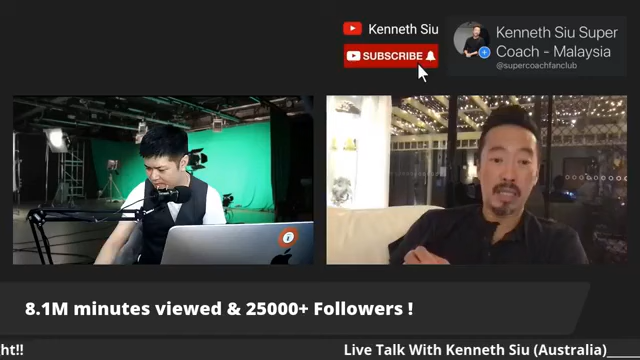 Kenneth Siu
SUBSCRIBE
Kenneth Siu Super
Coach - Malaysia
@supercoachfanclub
8.1M minutes viewed & 25000+ Followers !
ht!!
Live Talk With Kenneth Siu (Australia)____